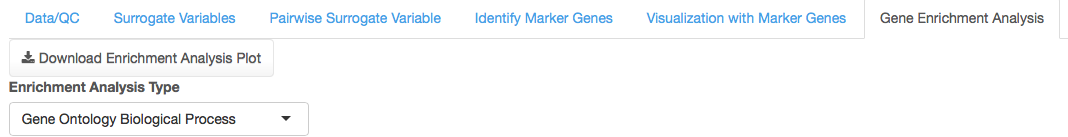 Data/QC Surrogate Variables Pairwise Surrogate Variable Identify Marker Genes Visualization with Marker Genes Gene Enrichment Analysis
Download Enrichment Analysis Plot
Enrichment Analysis Type
Gene Ontology Biological Process